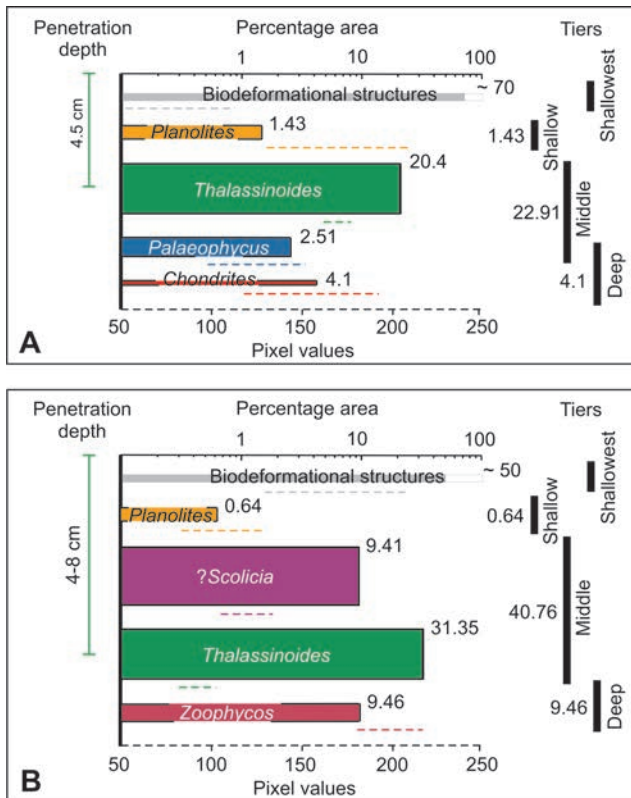 Penetration depth
Percentage area
Tiers
1 10 100
Biodeformational structures ~ 70
Planolites 1.43
Thalassinoides 20.4
Palaeophycus 2.51
Chondrites 4.1
4.5 cm
Shallowest
1.43 Shallow
22.91 Middle
4.1 Deep
50 100 150 200 250
Pixel values
A
Penetration depth
Percentage area
Tiers
1 10 100
Biodeformational structures ~ 50
Planolites 0.64
?Scolicia 9.41
Thalassinoides 31.35
Zoophycos 9.46
4-8 cm
Shallowest
0.64 Shallow
40.76 Middle
9.46 Deep
50 100 150 200 250
Pixel values
B